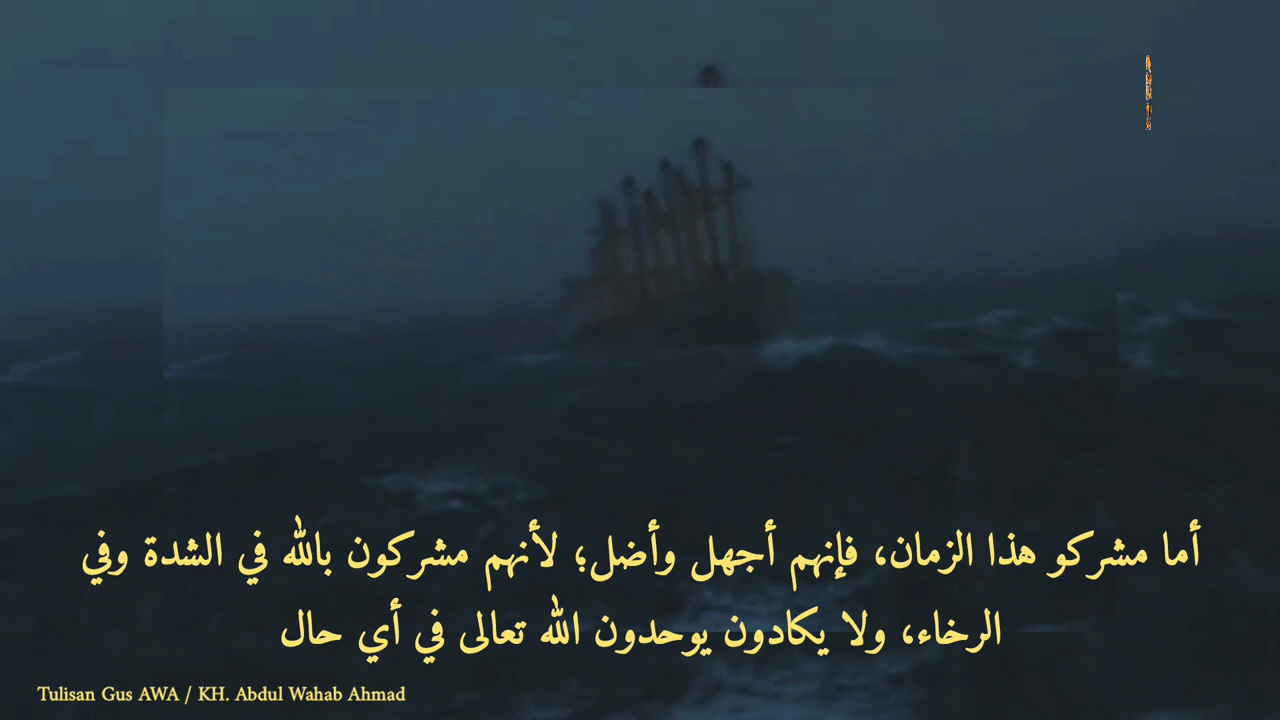 أما مشركو هذا الزمان، فإنهم أجهل وأضل؛ لأنهم مشركون بالله في الشدة وفي
الرخاء، ولا يكادون يوحدون الله تعالى في أي حال
Tulisan Gus AWA / KH. Abdul Wahab Ahmad